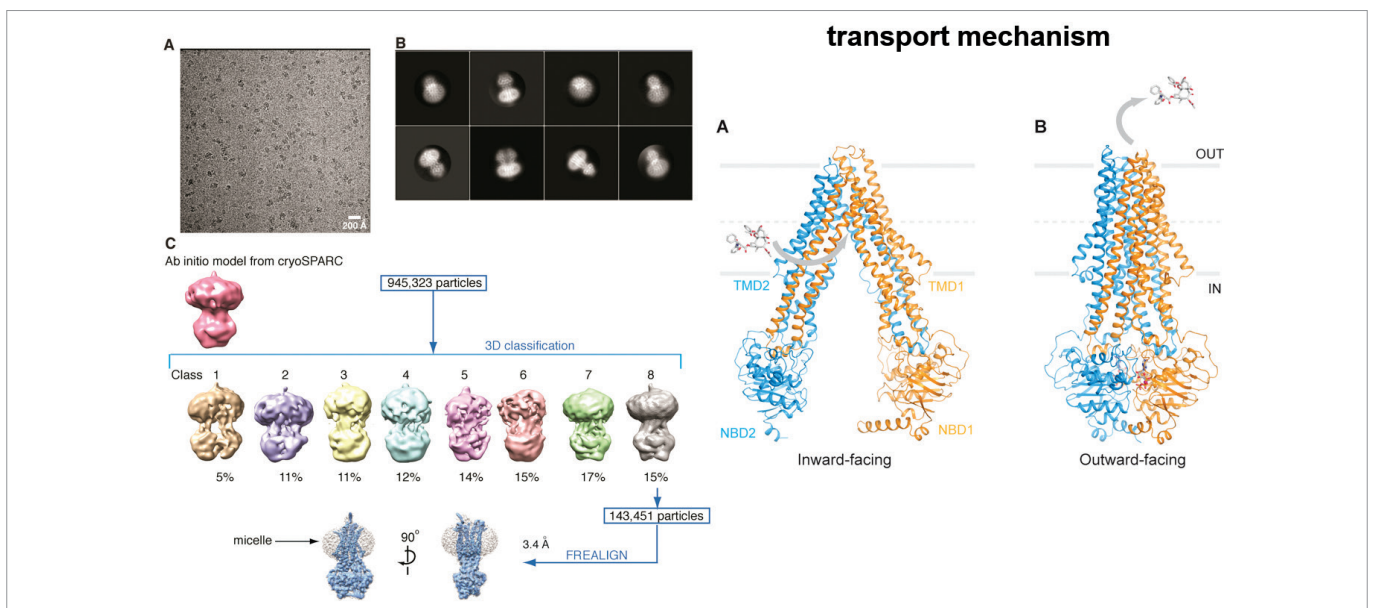 transport mechanism
A
B
200 Å
C
Ab initio model from cryoSPARC
945,323 particles
3D classification
Class 1 2 3 4 5 6 7 8
5% 11% 11% 12% 14% 15% 17% 15%
143,451 particles
micelle
90°
3.4 Å
FREALIGN
A
TMD2
TMD1
NBD2
NBD1
Inward-facing
B
OUT
IN
Outward-facing